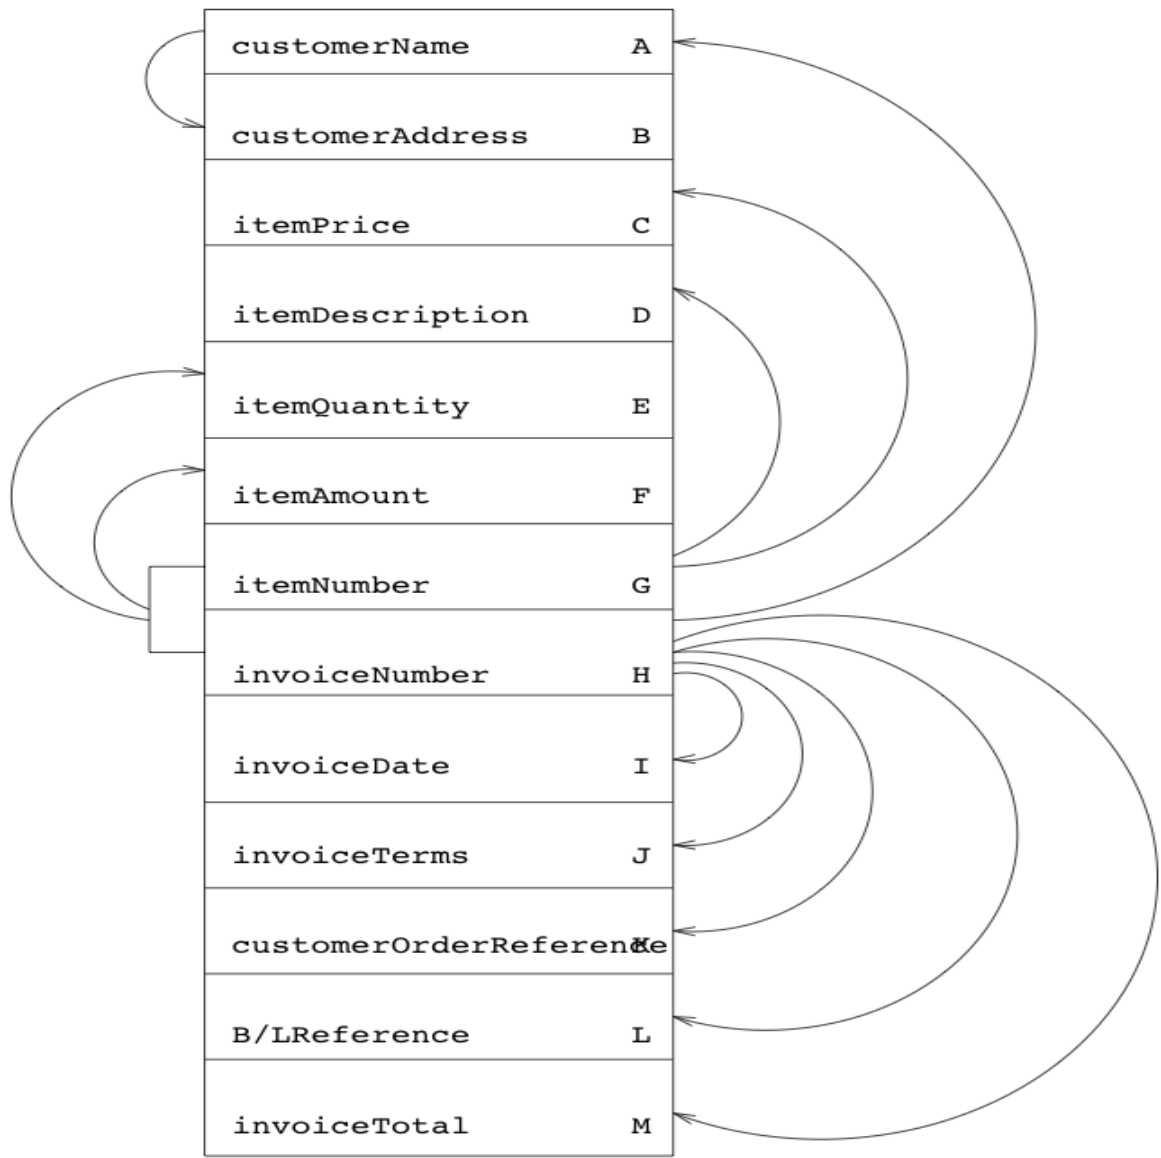 customerName A
customerAddress B
itemPrice C
itemDescription D
itemQuantity E
itemAmount F
itemNumber G
invoiceNumber H
invoiceDate I
invoiceTerms J
customerOrderReference K
B/LReference L
invoiceTotal M